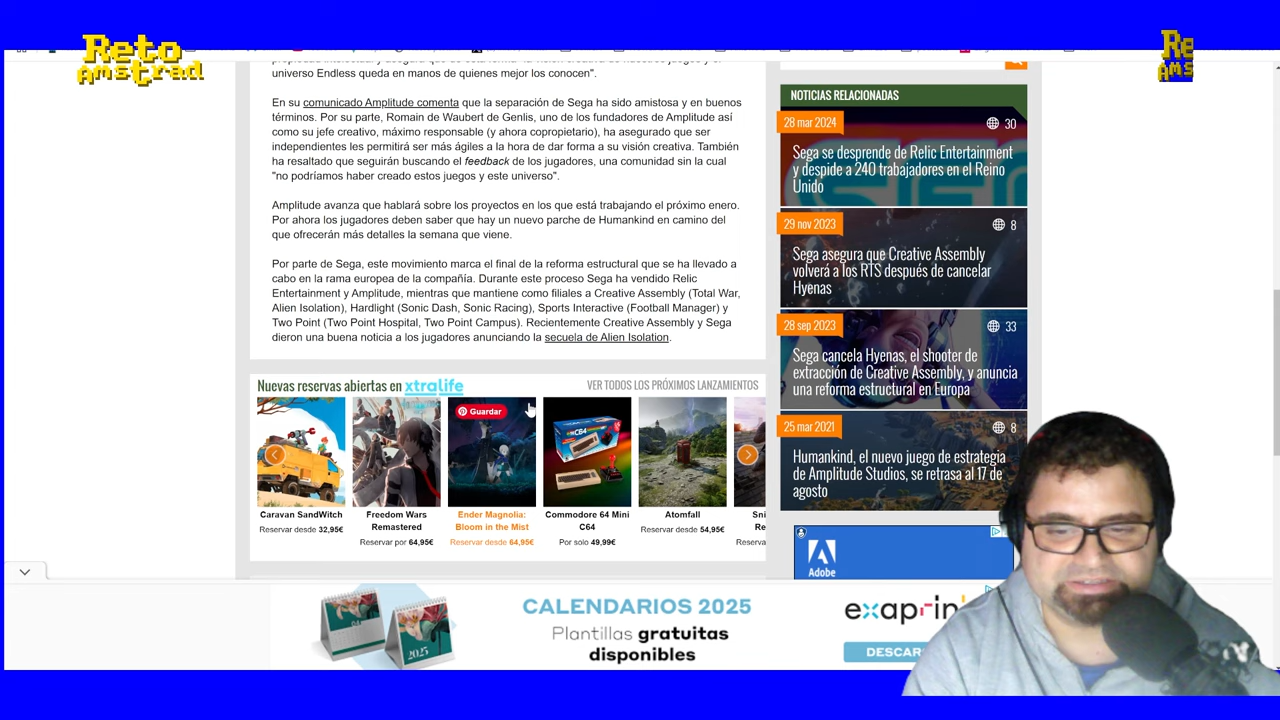 Reto
Amstrad
Re
AMS
universo Endless queda en manos de quienes mejor los conocen".
En su comunicado Amplitude comenta que la separación de Sega ha sido amistosa y en buenos
términos. Por su parte, Romain de Waubert de Genlis, uno de los fundadores de Amplitude así
como su jefe creativo, máximo responsable (y ahora copropietario), ha asegurado que ser
independientes les permitirá ser más ágiles a la hora de dar forma a su visión creativa. También
ha resaltado que seguirán buscando el feedback de los jugadores, una comunidad sin la cual
"no podríamos haber creado estos juegos y este universo".
Amplitude avanza que hablará sobre los proyectos en los que está trabajando el próximo enero.
Por ahora los jugadores deben saber que hay un nuevo parche de Humankind en camino del
que ofrecerán más detalles la semana que viene.
Por parte de Sega, este movimiento marca el final de la reforma estructural que se ha llevado a
cabo en la rama europea de la compañía. Durante este proceso Sega ha vendido Relic
Entertainment y Amplitude, mientras que mantiene como filiales a Creative Assembly (Total War,
Alien Isolation), Hardlight (Sonic Dash, Sonic Racing), Sports Interactive (Football Manager) y
Two Point (Two Point Hospital, Two Point Campus). Recientemente Creative Assembly y Sega
dieron una buena noticia a los jugadores anunciando la secuela de Alien Isolation.
NOTICIAS RELACIONADAS
28 mar 2024
30
Sega se desprende de Relic Entertainment
y despide a 240 trabajadores en el Reino
Unido
29 nov 2023
8
Sega asegura que Creative Assembly
volverá a los RTS después de cancelar
Hyenas
28 sep 2023
33
Sega cancela Hyenas, el shooter de
extracción de Creative Assembly, y anuncia
una reforma estructural en Europa
25 mar 2021
8
Humankind, el nuevo juego de estrategia
de Amplitude Studios, se retrasa al 17 de
agosto
Nuevas reservas abiertas en xtralife
VER TODOS LOS PRÓXIMOS LANZAMIENTOS
Guardar
C64
Caravan SandWitch
Reservar desde 32,95€
Freedom Wars
Remastered
Reservar por 64,95€
Ender Magnolia:
Bloom in the Mist
Reservar desde 64,95€
Commodore 64 Mini
C64
Por solo 49,99€
Atomfall
Reservar desde 54,95€
Sni
Re
Reserva
Adobe
2025
CALENDARIOS 2025
Plantillas gratuitas
disponibles
exaprin
DESCAR